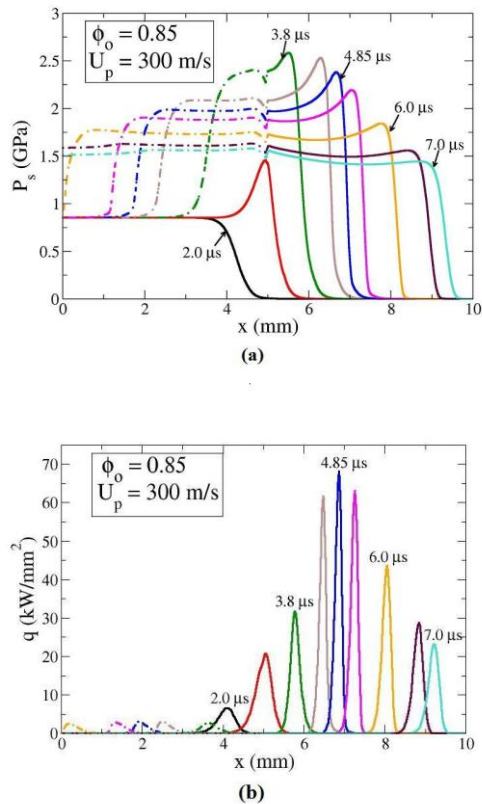 ϕo = 0.85
Up = 300 m/s
3.8 μs
4.85 μs
6.0 μs
7.0 μs
2.0 μs
3
2.5
2
1.5
1
0.5
0
Ps (GPa)
0 2 4 6 8 10
x (mm)
(a)
ϕo = 0.85
Up = 300 m/s
4.85 μs
6.0 μs
3.8 μs
7.0 μs
2.0 μs
70
60
50
40
30
20
10
0
q (kW/mm²)
0 2 4 6 8 10
x (mm)
(b)